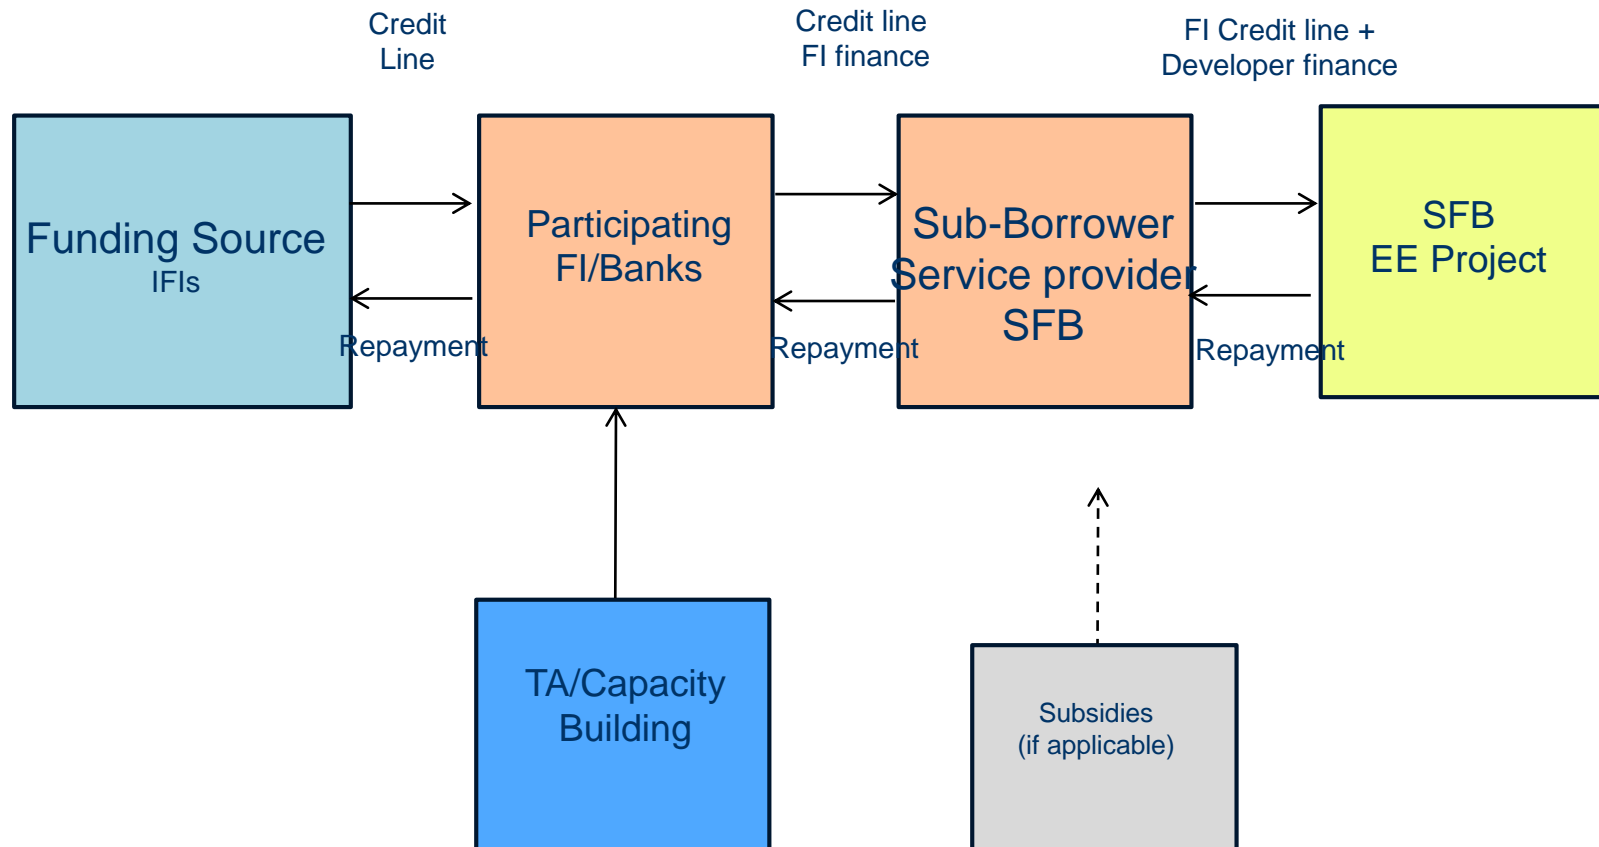 Credit
Line
Credit line
FI finance
FI Credit line +
Developer finance
Funding Source
IFIs
Participating
FI/Banks
Sub-Borrower
Service provider
SFB
SFB
EE Project
Repayment
Repayment
Repayment
TA/Capacity
Building
Subsidies
(if applicable)